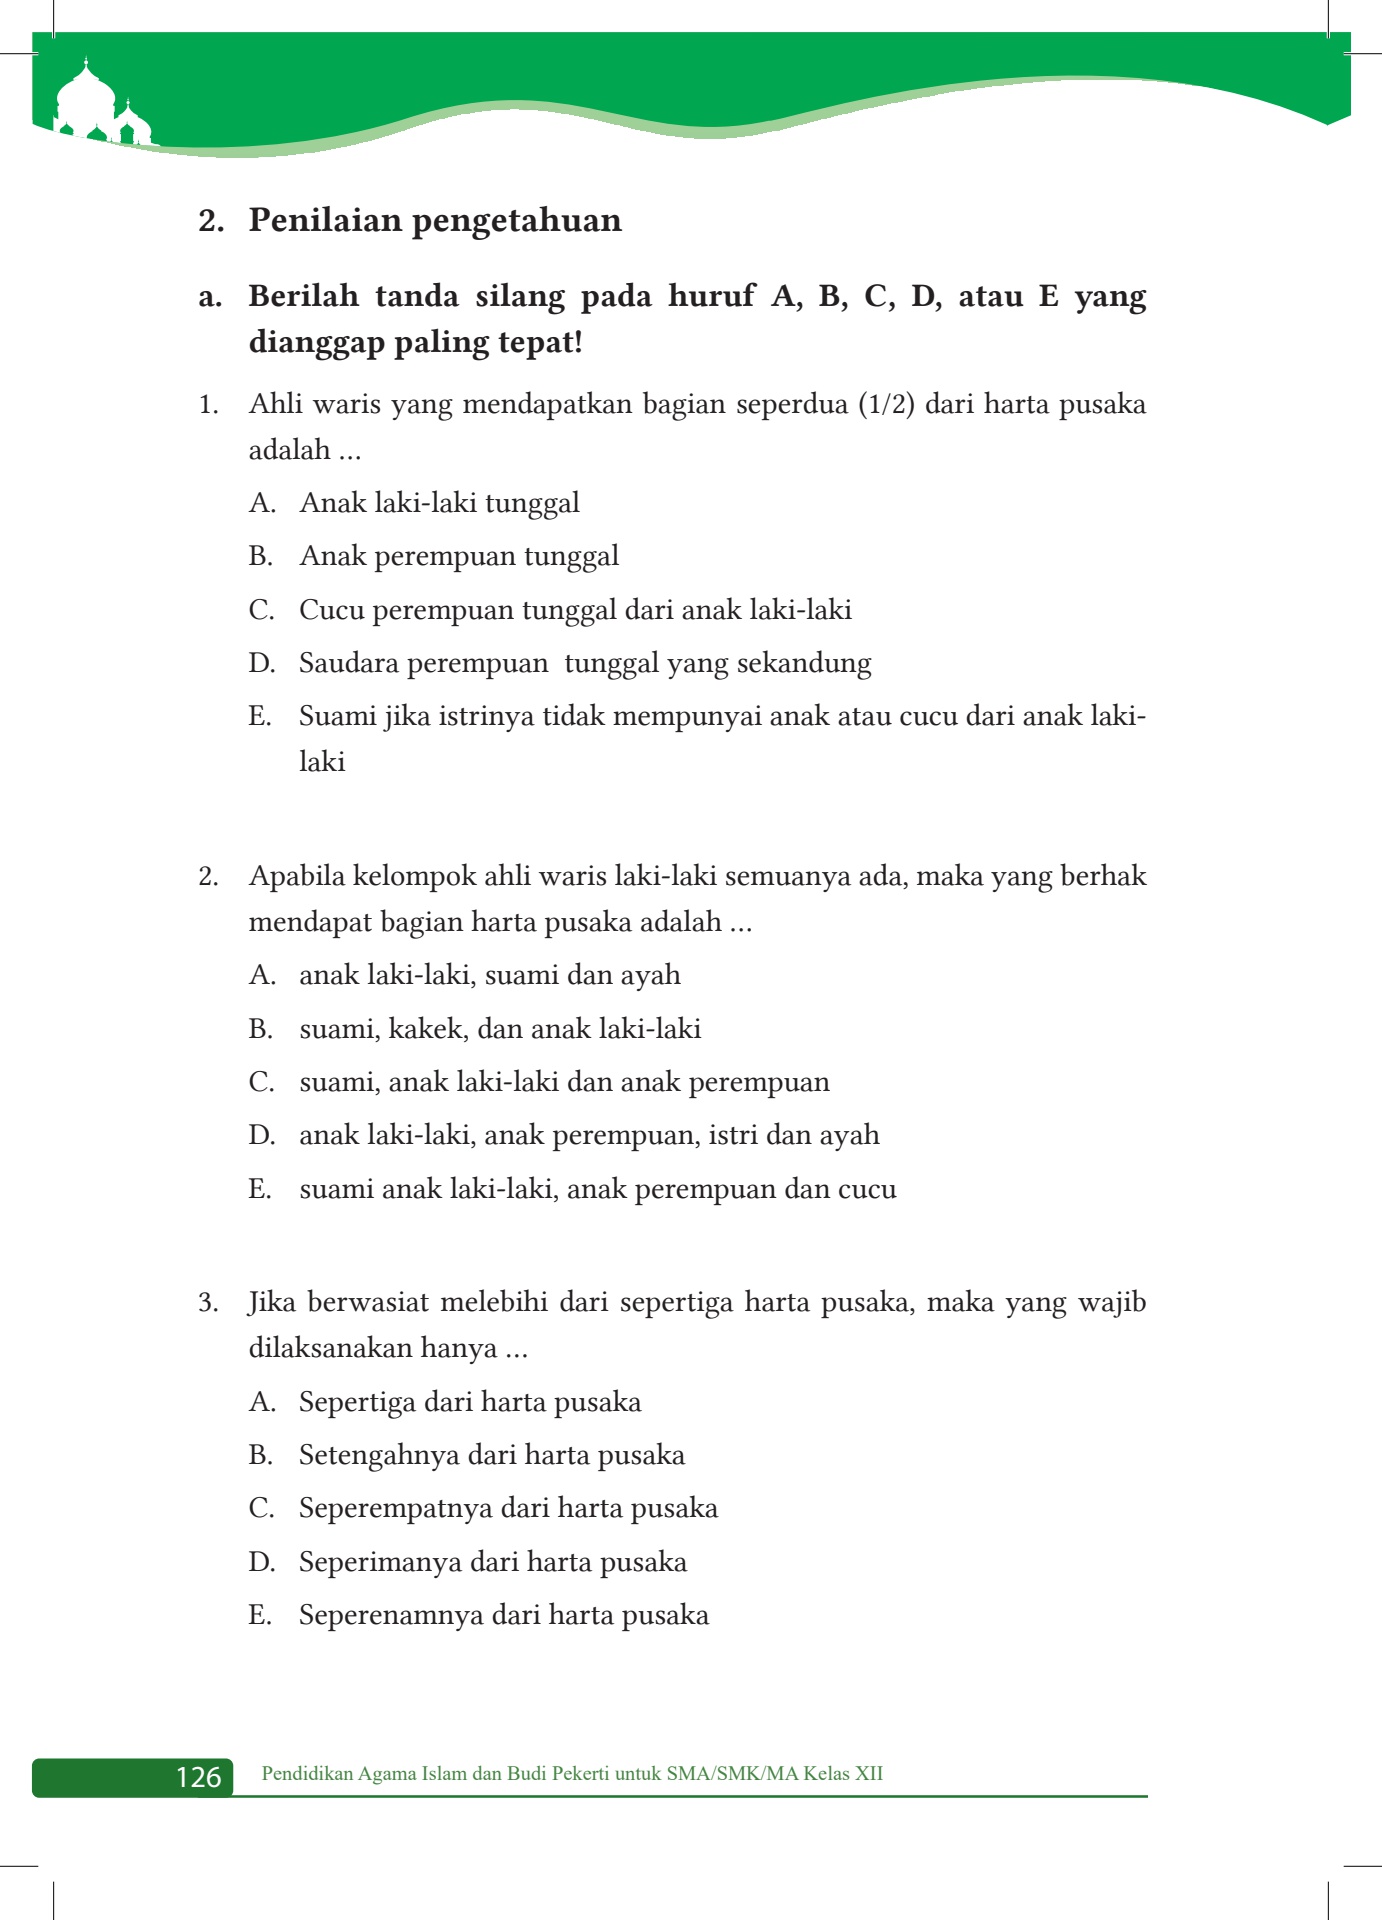 2. Penilaian pengetahuan
a. Berilah tanda silang pada huruf A, B, C, D, atau E yang
dianggap paling tepat!
1. Ahli waris yang mendapatkan bagian seperdua (1/2) dari harta pusaka
adalah ...
A. Anak laki-laki tunggal
B. Anak perempuan tunggal
C. Cucu perempuan tunggal dari anak laki-laki
D. Saudara perempuan tunggal yang sekandung
E. Suami jika istrinya tidak mempunyai anak atau cucu dari anak laki-
laki
2. Apabila kelompok ahli waris laki-laki semuanya ada, maka yang berhak
mendapat bagian harta pusaka adalah ...
A. anak laki-laki, suami dan ayah
B. suami, kakek, dan anak laki-laki
C. suami, anak laki-laki dan anak perempuan
D. anak laki-laki, anak perempuan, istri dan ayah
E. suami anak laki-laki, anak perempuan dan cucu
3. Jika berwasiat melebihi dari sepertiga harta pusaka, maka yang wajib
dilaksanakan hanya ...
A. Sepertiga dari harta pusaka
B. Setengahnya dari harta pusaka
C. Seperempatnya dari harta pusaka
D. Seperimanya dari harta pusaka
E. Seperenamnya dari harta pusaka
126 Pendidikan Agama Islam dan Budi Pekerti untuk SMA/SMK/MA Kelas XII